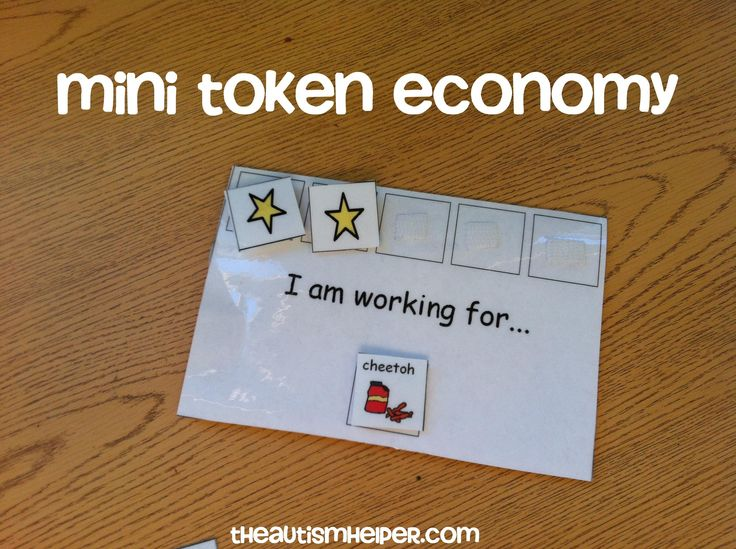 mini token economy
I am working for...
cheetoh
theautismhelper.com